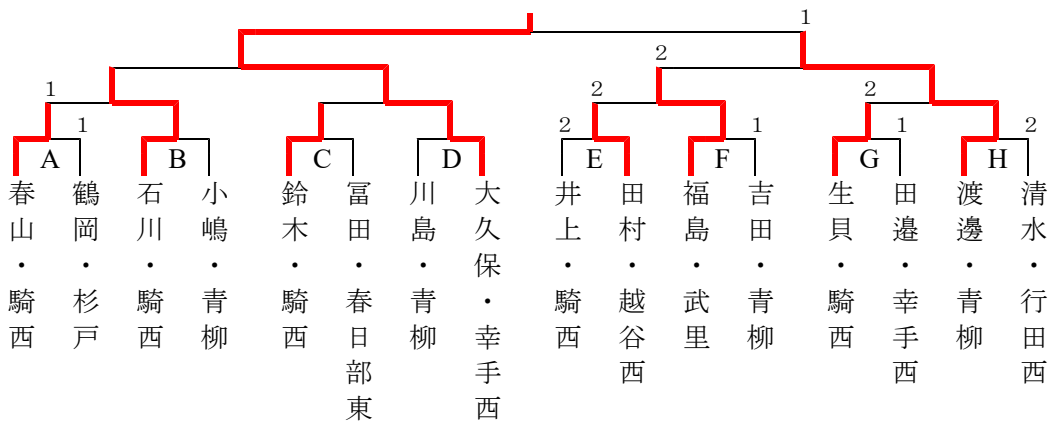 1
2
1
2
2
1
2
1
1
2
A
B
C
D
E
F
G
H
春山・騎西
鶴岡・杉戸
石川・騎西
小嶋・青柳
鈴木・騎西
冨田・春日部東
川島・青柳
大久保・幸手西
井上・騎西
田村・越谷西
福島・武里
吉田・青柳
生貝・騎西
田邉・幸手西
渡邊・青柳
清水・行田西